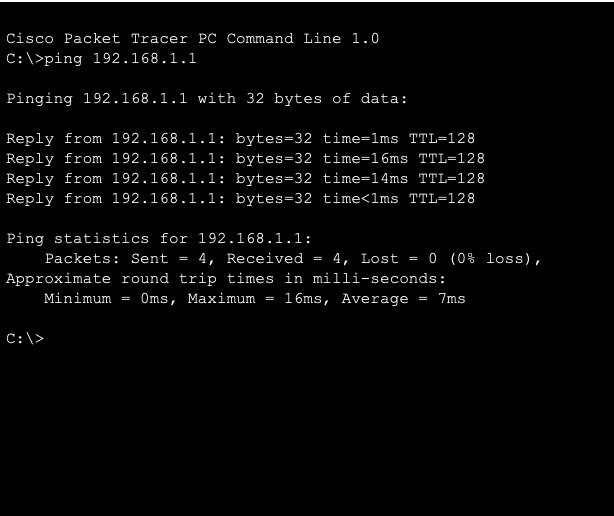 Cisco Packet Tracer PC Command Line 1.0
C:\>ping 192.168.1.1
Pinging 192.168.1.1 with 32 bytes of data:
Reply from 192.168.1.1: bytes=32 time=1ms TTL=128
Reply from 192.168.1.1: bytes=32 time=16ms TTL=128
Reply from 192.168.1.1: bytes=32 time=14ms TTL=128
Reply from 192.168.1.1: bytes=32 time<1ms TTL=128
Ping statistics for 192.168.1.1:
    Packets: Sent = 4, Received = 4, Lost = 0 (0% loss),
Approximate round trip times in milli-seconds:
    Minimum = 0ms, Maximum = 16ms, Average = 7ms
C:\>